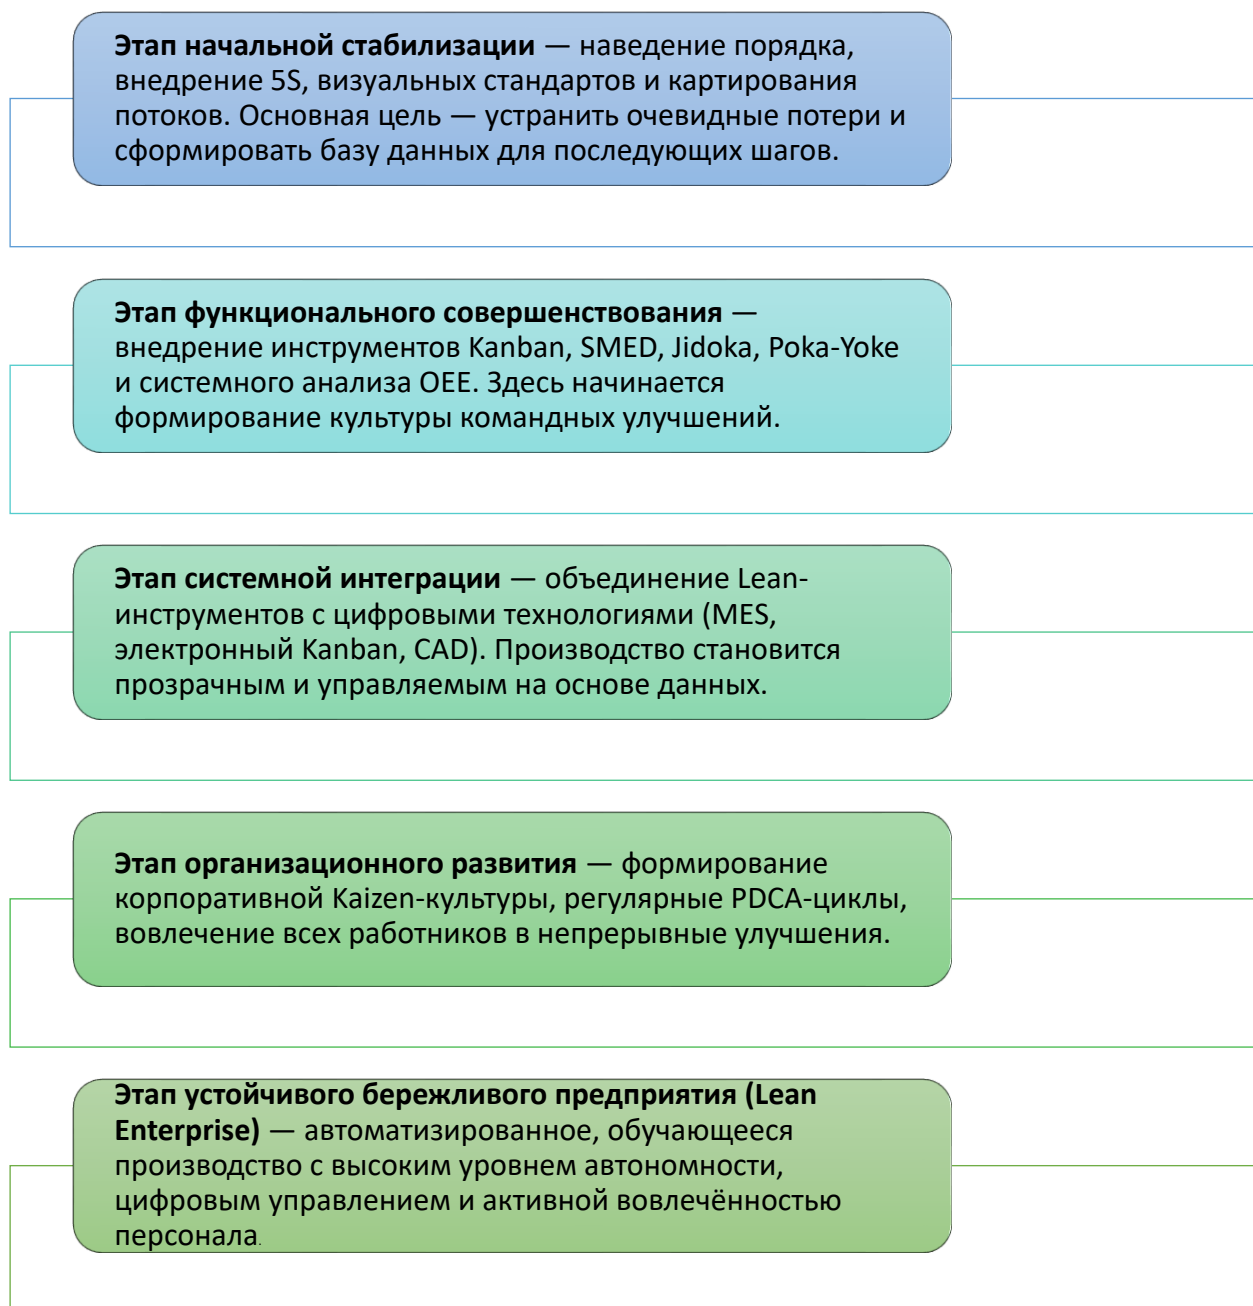 Этап начальной стабилизации — наведение порядка,
внедрение 5S, визуальных стандартов и картирования
потоков. Основная цель — устранить очевидные потери и
сформировать базу данных для последующих шагов.
Этап функционального совершенствования —
внедрение инструментов Kanban, SMED, Jidoka, Poka-Yoke
и системного анализа OEE. Здесь начинается
формирование культуры командных улучшений.
Этап системной интеграции — объединение Lean-
инструментов с цифровыми технологиями (MES,
электронный Kanban, CAD). Производство становится
прозрачным и управляемым на основе данных.
Этап организационного развития — формирование
корпоративной Kaizen-культуры, регулярные PDCA-циклы,
вовлечение всех работников в непрерывные улучшения.
Этап устойчивого бережливого предприятия (Lean
Enterprise) — автоматизированное, обучающееся
производство с высоким уровнем автономности,
цифровым управлением и активной вовлечённостью
персонала.